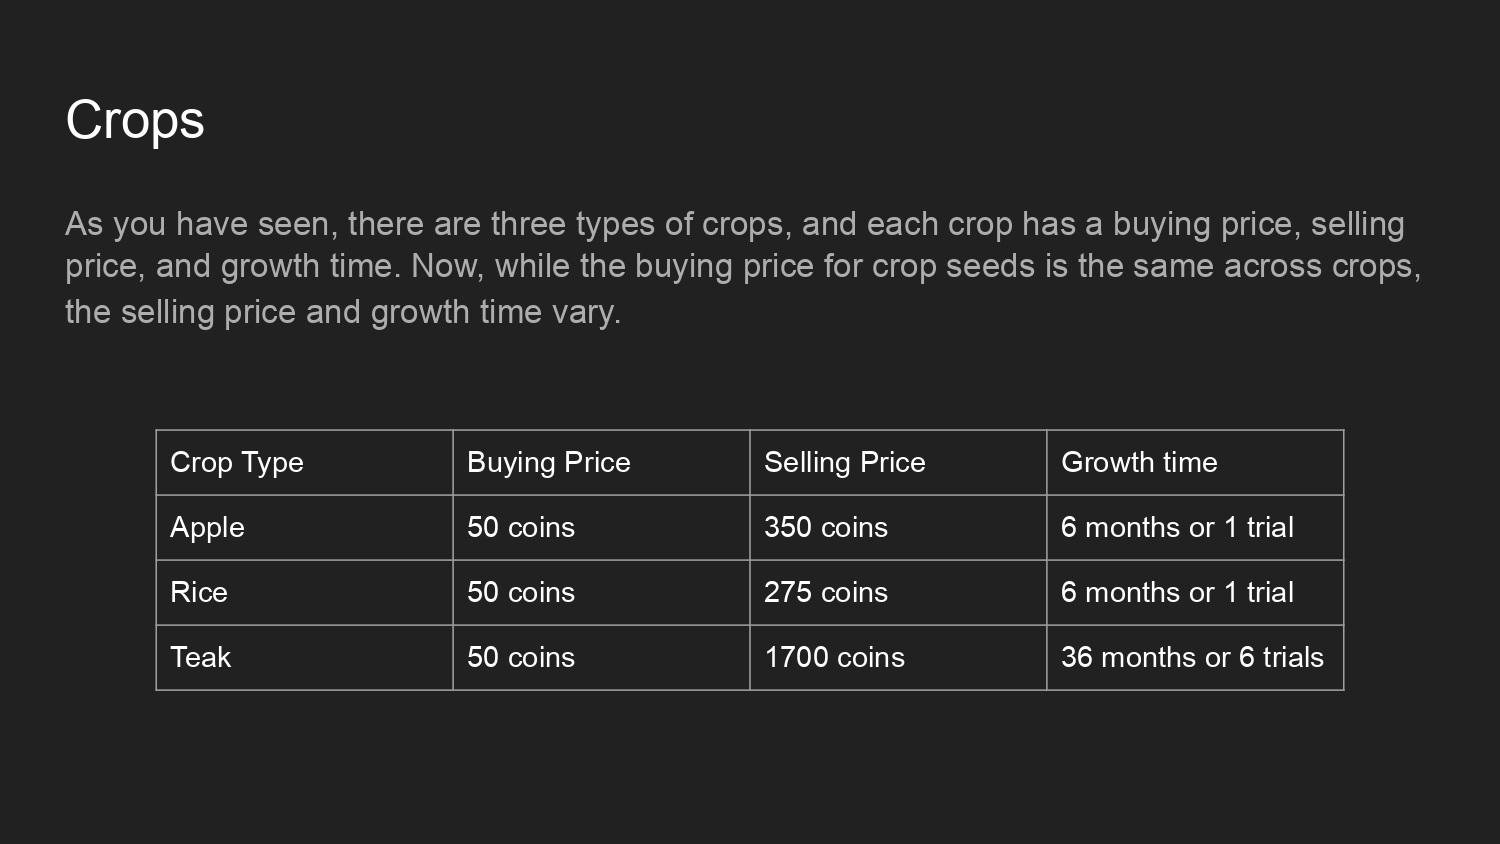 Crops
As you have seen, there are three types of crops, and each crop has a buying price, selling
price, and growth time. Now, while the buying price for crop seeds is the same across crops,
the selling price and growth time vary.
Crop Type Buying Price Selling Price Growth time
Apple 50 coins 350 coins 6 months or 1 trial
Rice 50 coins 275 coins 6 months or 1 trial
Teak 50 coins 1700 coins 36 months or 6 trials